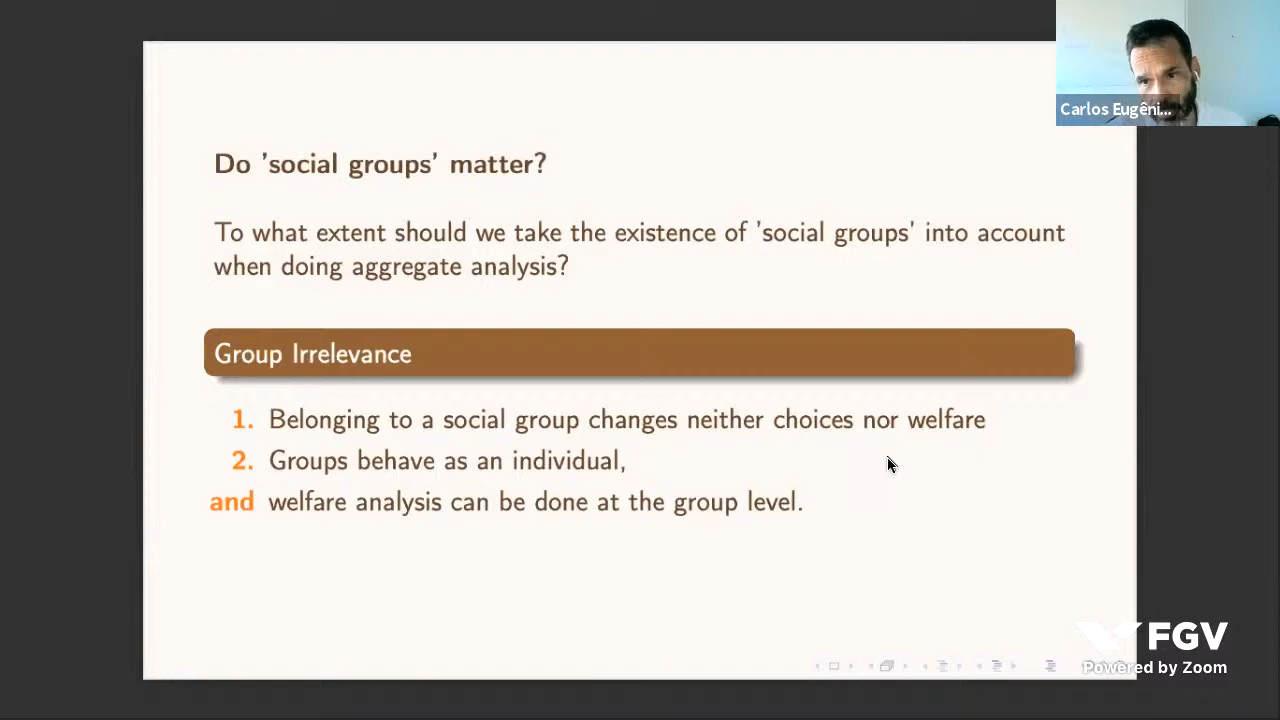 Carlos Eugêni...
Do 'social groups' matter?
To what extent should we take the existence of 'social groups' into account
when doing aggregate analysis?
Group Irrelevance
1. Belonging to a social group changes neither choices nor welfare
2. Groups behave as an individual,
and welfare analysis can be done at the group level.
FGV
Powered by Zoom